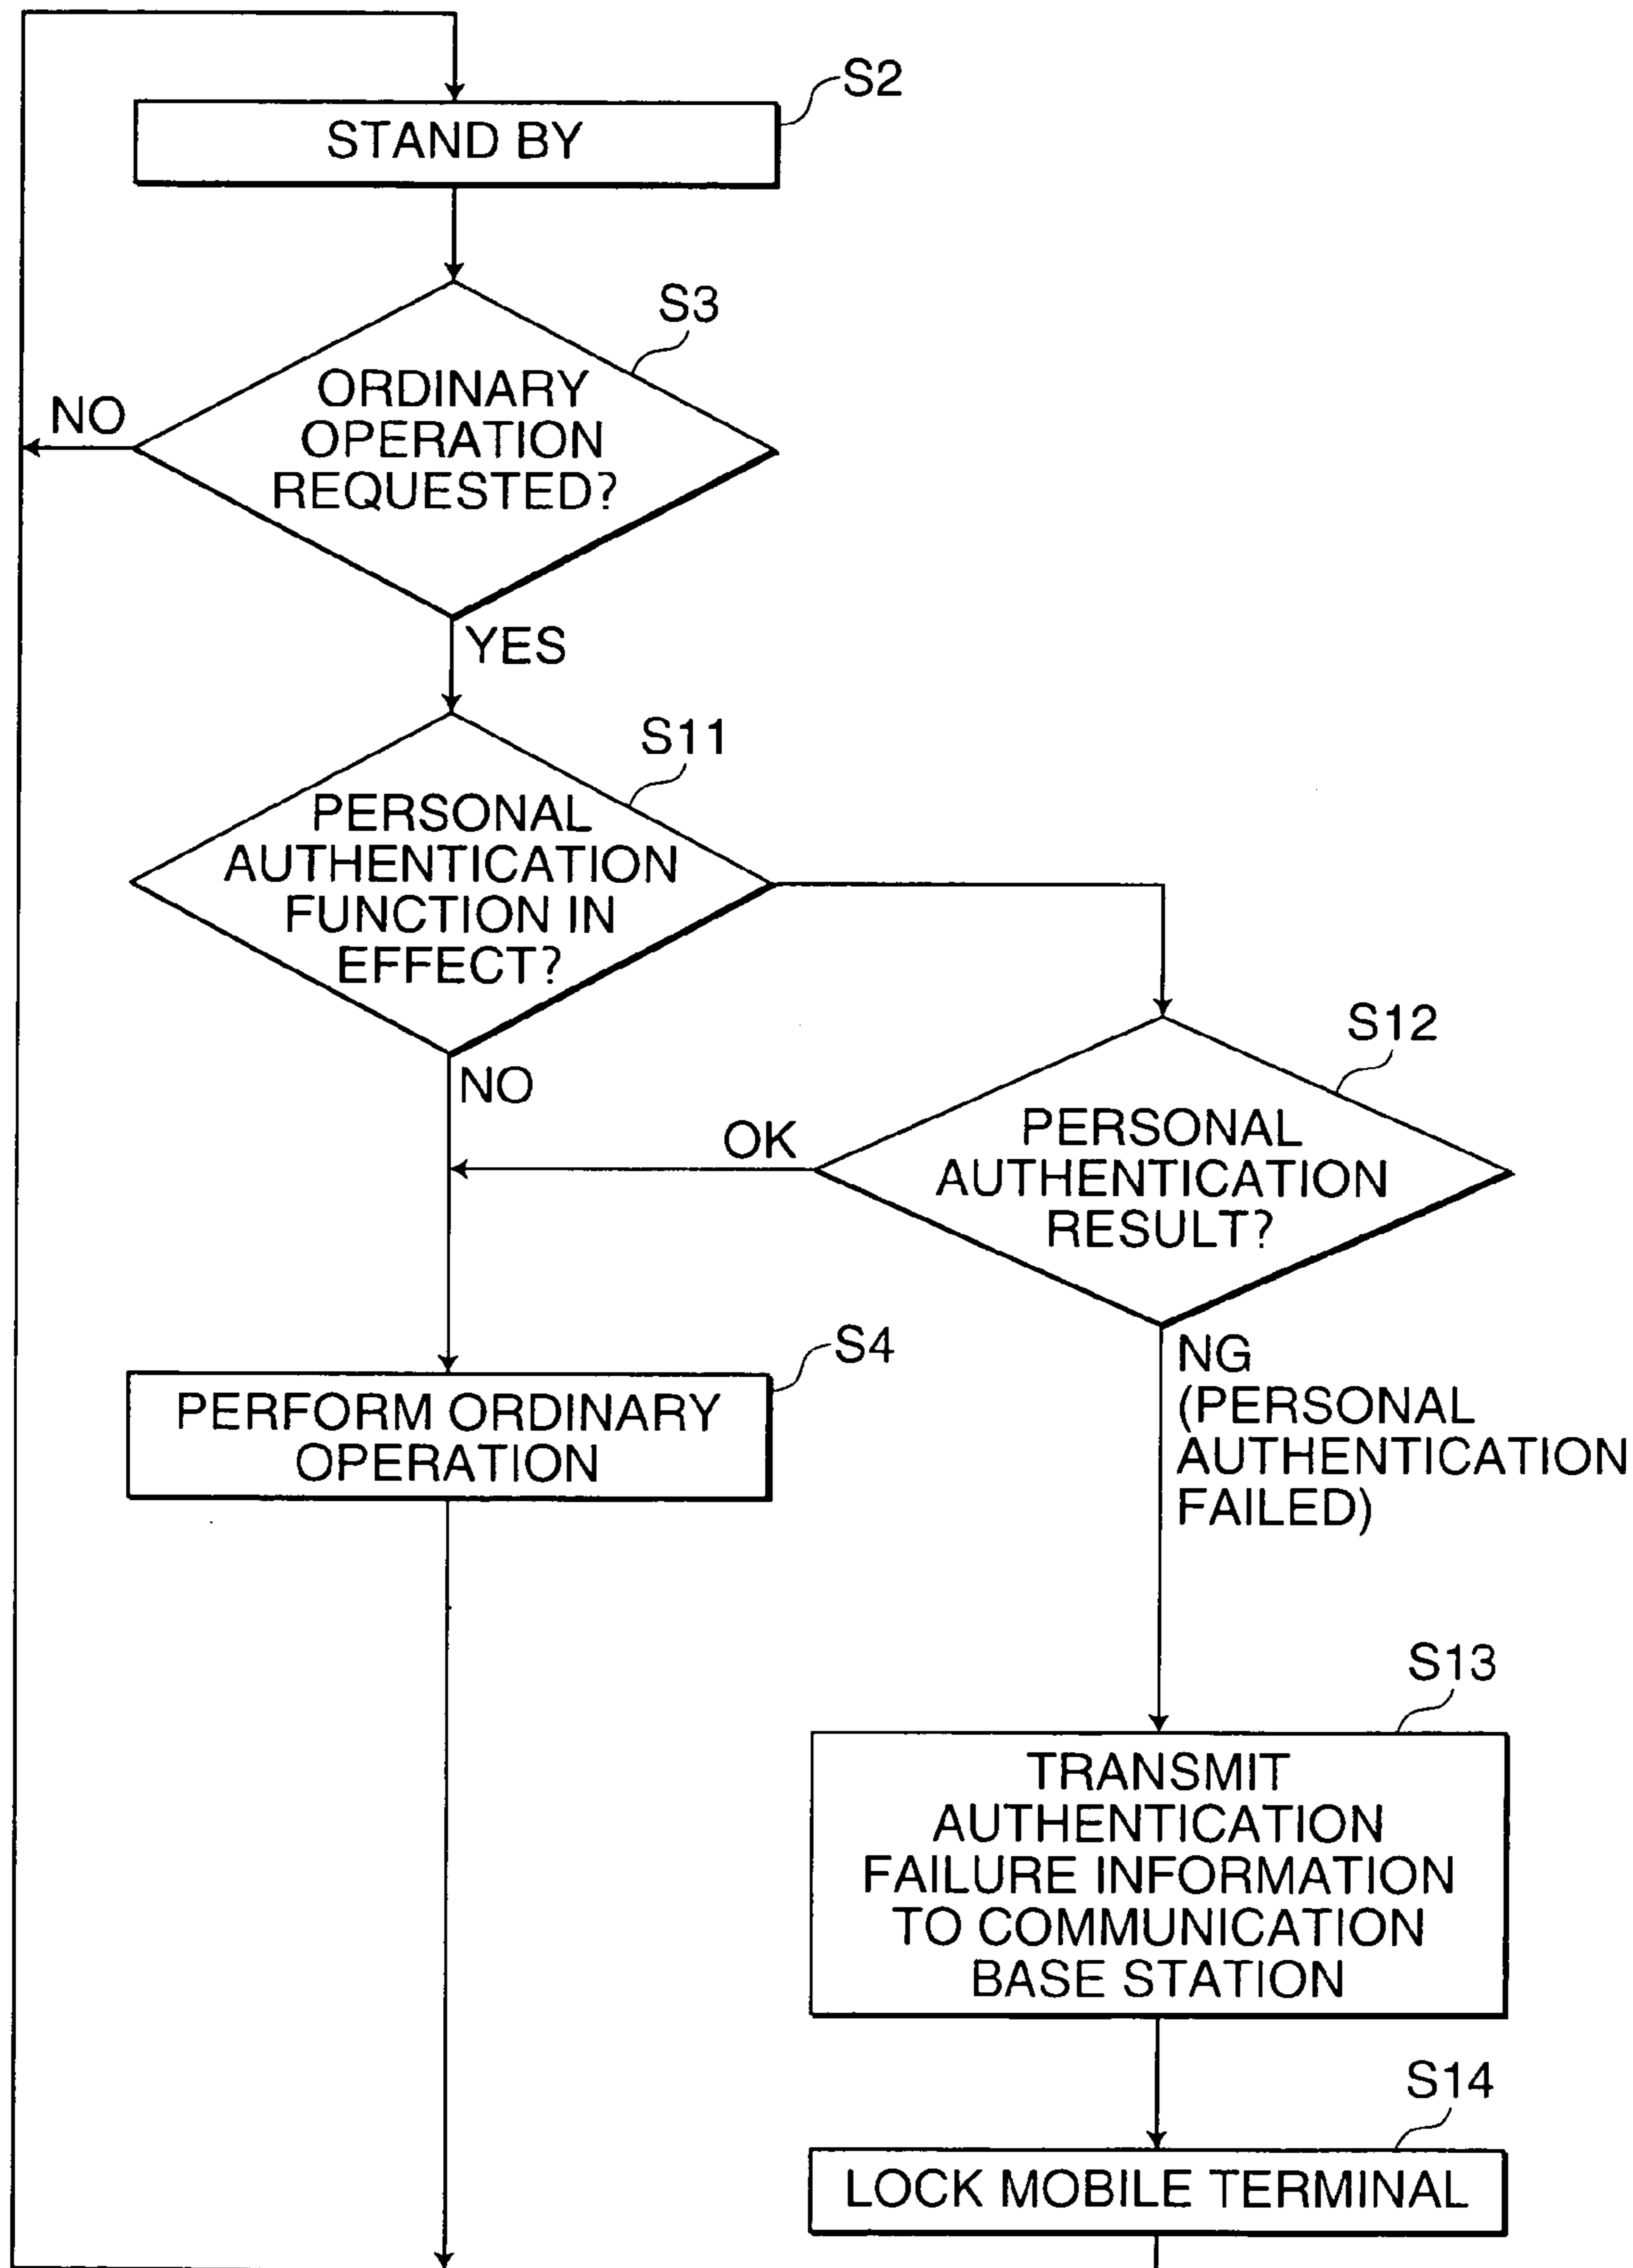 S2
STAND BY
S3
ORDINARY
OPERATION
REQUESTED?
NO
YES
S11
PERSONAL
AUTHENTICATION
FUNCTION IN
EFFECT?
NO
S12
PERSONAL
AUTHENTICATION
RESULT?
OK
NG
(PERSONAL
AUTHENTICATION
FAILED)
S4
PERFORM ORDINARY
OPERATION
S13
TRANSMIT
AUTHENTICATION
FAILURE INFORMATION
TO COMMUNICATION
BASE STATION
S14
LOCK MOBILE TERMINAL